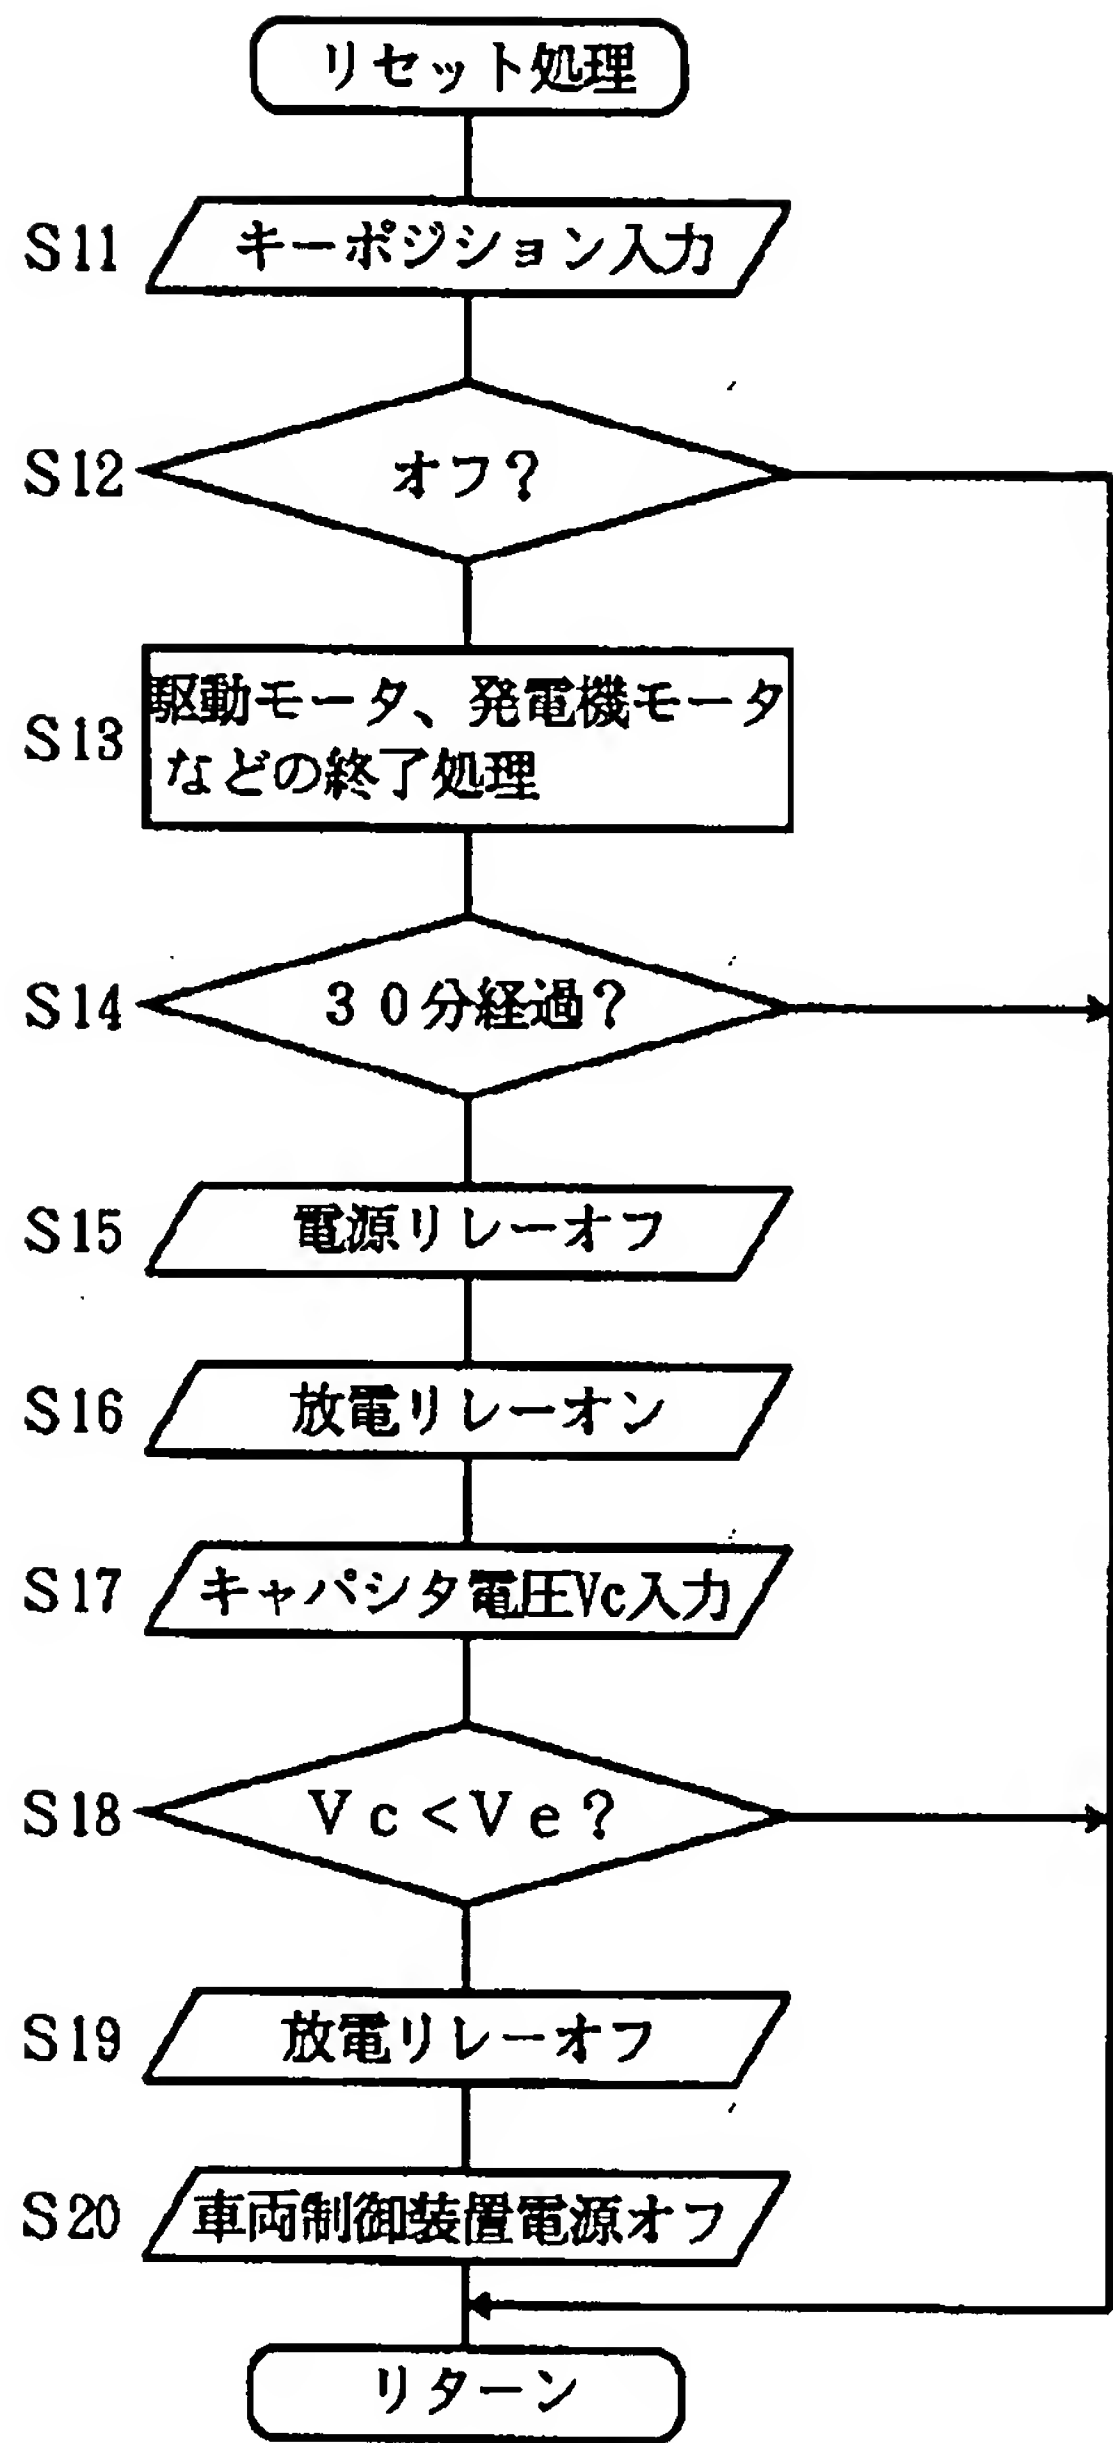 リセット処理
S11 キーポジション入力
S12 オフ？
S13 駆動モータ、発電機モータ
などの終了処理
S14 ３０分経過？
S15 電源リレーオフ
S16 放電リレーオン
S17 キャパシタ電圧Vc入力
S18 Ｖｃ＜Ｖｅ？
S19 放電リレーオフ
S20 車両制御装置電源オフ
リターン